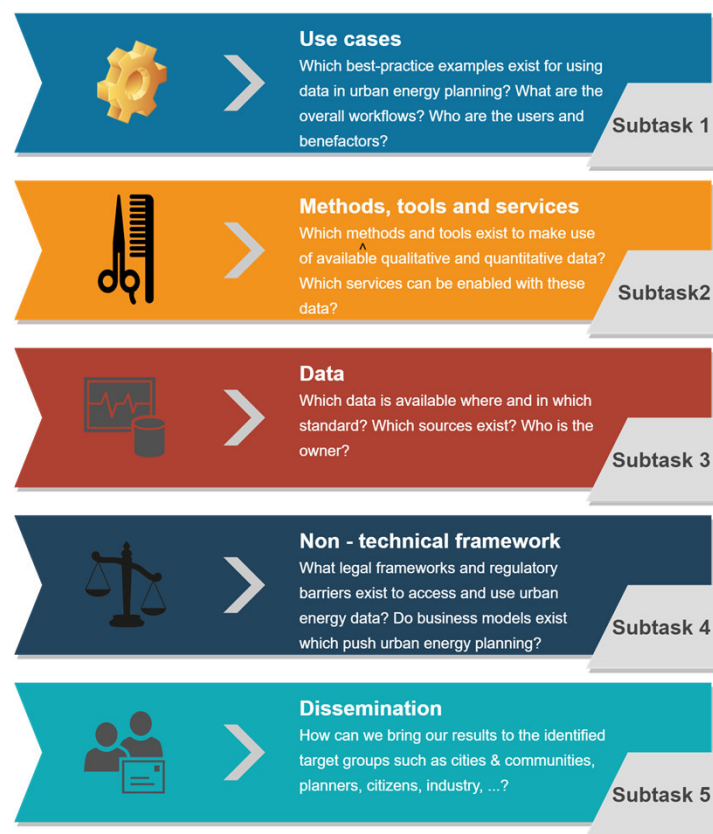 Use cases
Which best-practice examples exist for using
data in urban energy planning? What are the
overall workflows? Who are the users and
benefactors?
Subtask 1
Methods, tools and services
Which methods and tools exist to make use
^
of available qualitative and quantitative data?
Which services can be enabled with these
data?
Subtask2
Data
Which data is available where and in which
standard? Which sources exist? Who is the
owner?
Subtask 3
Non - technical framework
What legal frameworks and regulatory
barriers exist to access and use urban
energy data? Do business models exist
which push urban energy planning?
Subtask 4
Dissemination
How can we bring our results to the identified
target groups such as cities & communities,
planners, citizens, industry, ...?
Subtask 5